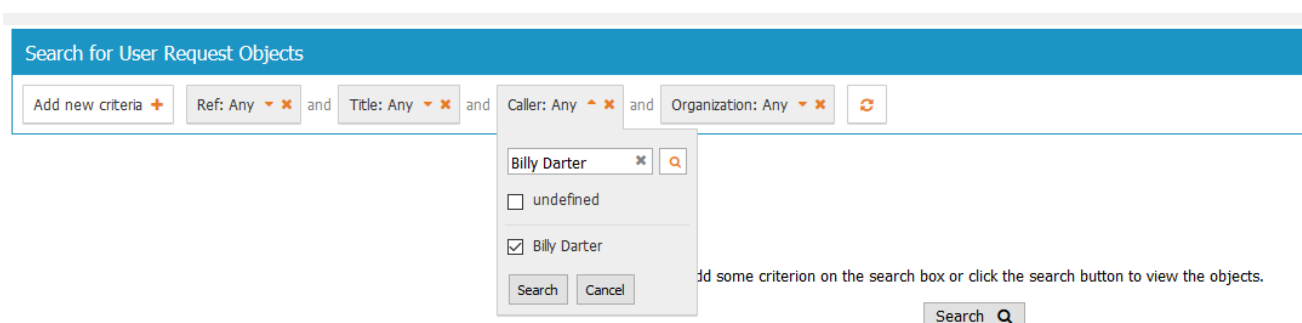 Search for User Request Objects
Add new criteria Ref: Any and Title: Any and Caller: Any and Organization: Any
Billy Darter
undefined
Billy Darter
some criterion on the search box or click the search button to view the objects.
Search Cancel
Search